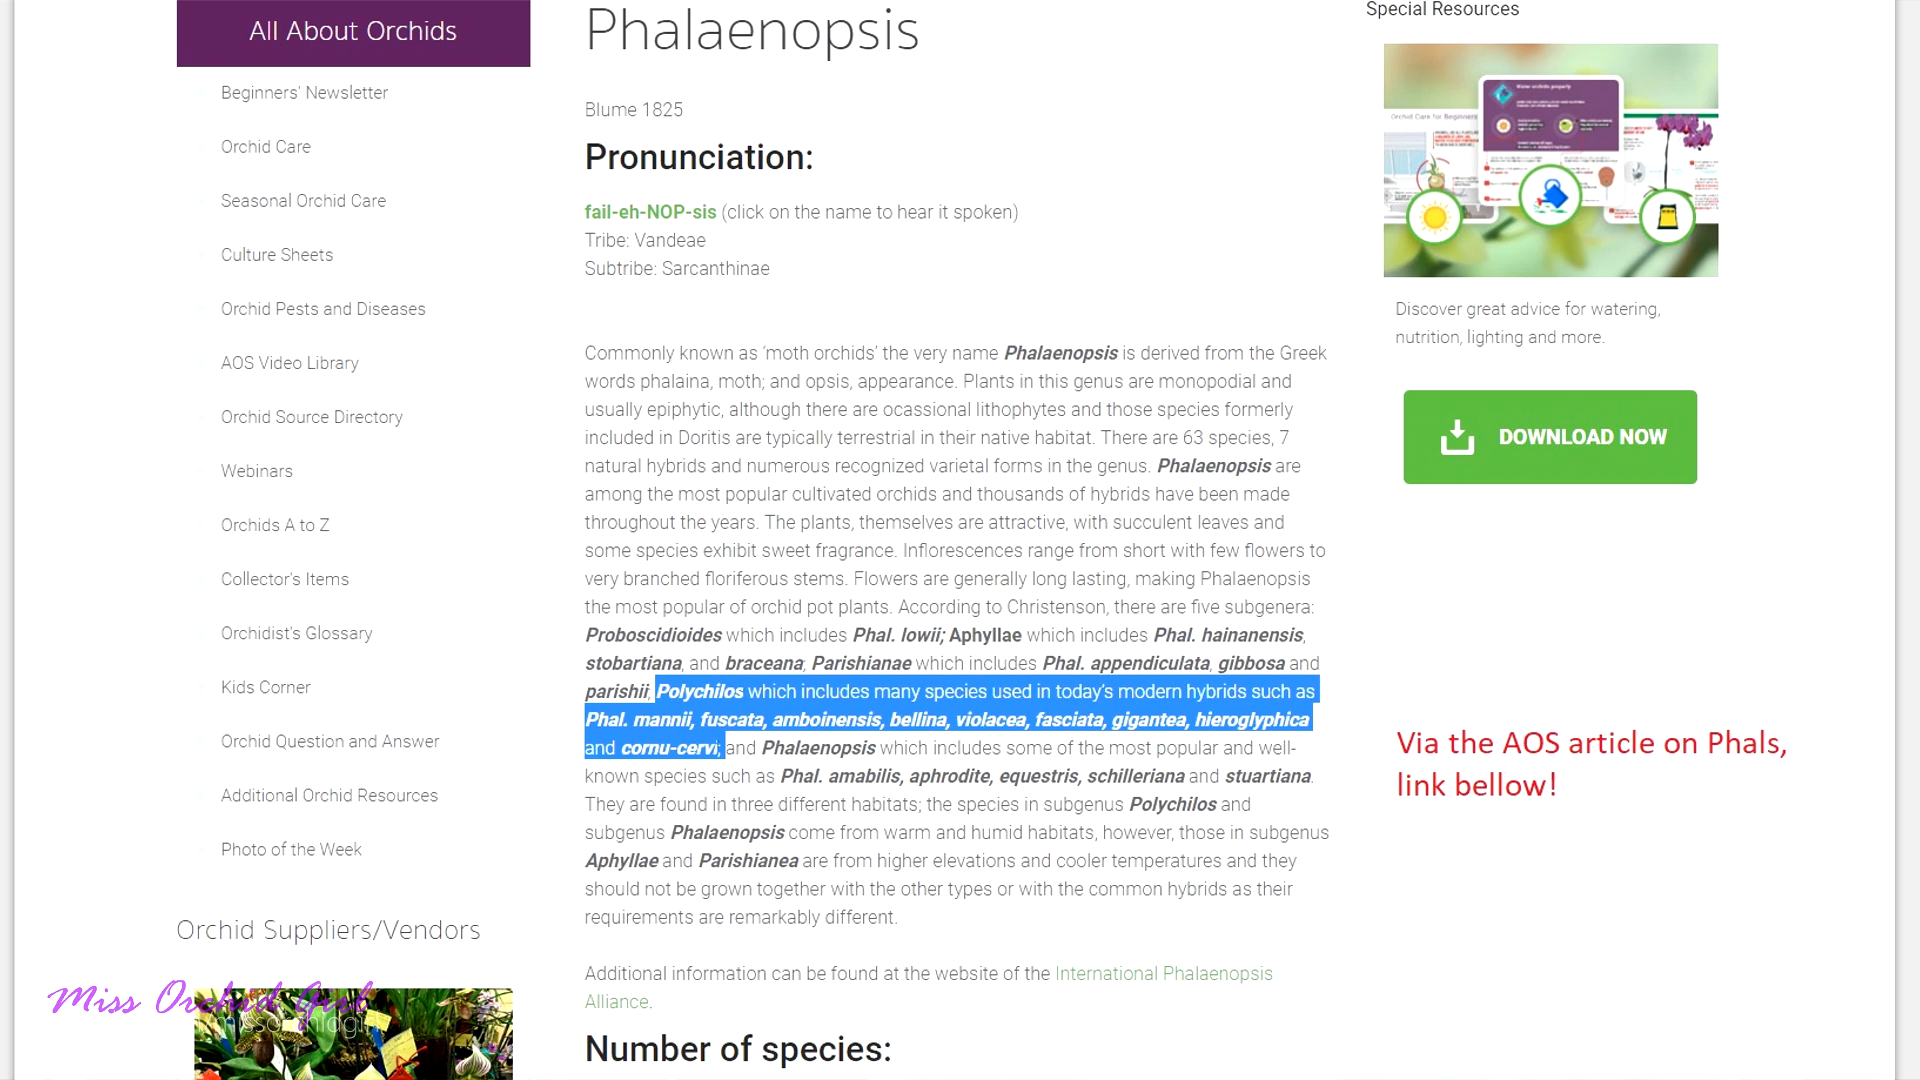 All About Orchids
Beginners' Newsletter
Orchid Care
Seasonal Orchid Care
Culture Sheets
Orchid Pests and Diseases
AOS Video Library
Orchid Source Directory
Webinars
Orchids A to Z
Collector's Items
Orchidist's Glossary
Kids Corner
Orchid Question and Answer
Additional Orchid Resources
Photo of the Week
Orchid Suppliers/Vendors
Miss Orchid Girl
/missorchidgirl
Phalaenopsis
Blume 1825
Pronunciation:
fail-eh-NOP-sis (click on the name to hear it spoken)
Tribe: Vandeae
Subtribe: Sarcanthinae
Commonly known as ‘moth orchids’ the very name Phalaenopsis is derived from the Greek
words phalaina, moth; and opsis, appearance. Plants in this genus are monopodial and
usually epiphytic, although there are ocassional lithophytes and those species formerly
included in Doritis are typically terrestrial in their native habitat. There are 63 species, 7
natural hybrids and numerous recognized varietal forms in the genus. Phalaenopsis are
among the most popular cultivated orchids and thousands of hybrids have been made
throughout the years. The plants, themselves are attractive, with succulent leaves and
some species exhibit sweet fragrance. Inflorescences range from short with few flowers to
very branched floriferous stems. Flowers are generally long lasting, making Phalaenopsis
the most popular of orchid pot plants. According to Christenson, there are five subgenera:
Proboscidioides which includes Phal. lowii; Aphyllae which includes Phal. hainanensis,
stobartiana, and braceana; Parishianae which includes Phal. appendiculata, gibbosa and
parishii; Polychilos which includes many species used in today’s modern hybrids such as
Phal. mannii, fuscata, amboinensis, bellina, violacea, fasciata, gigantea, hieroglyphica
and cornu-cervi; and Phalaenopsis which includes some of the most popular and well-
known species such as Phal. amabilis, aphrodite, equestris, schilleriana and stuartiana.
They are found in three different habitats; the species in subgenus Polychilos and
subgenus Phalaenopsis come from warm and humid habitats, however, those in subgenus
Aphyllae and Parishianea are from higher elevations and cooler temperatures and they
should not be grown together with the other types or with the common hybrids as their
requirements are remarkably different.
Additional information can be found at the website of the International Phalaenopsis
Alliance.
Number of species:
Special Resources
Water orchids properly
Orchid Care for Beginners
Discover great advice for watering,
nutrition, lighting and more.
DOWNLOAD NOW
Via the AOS article on Phals,
link bellow!